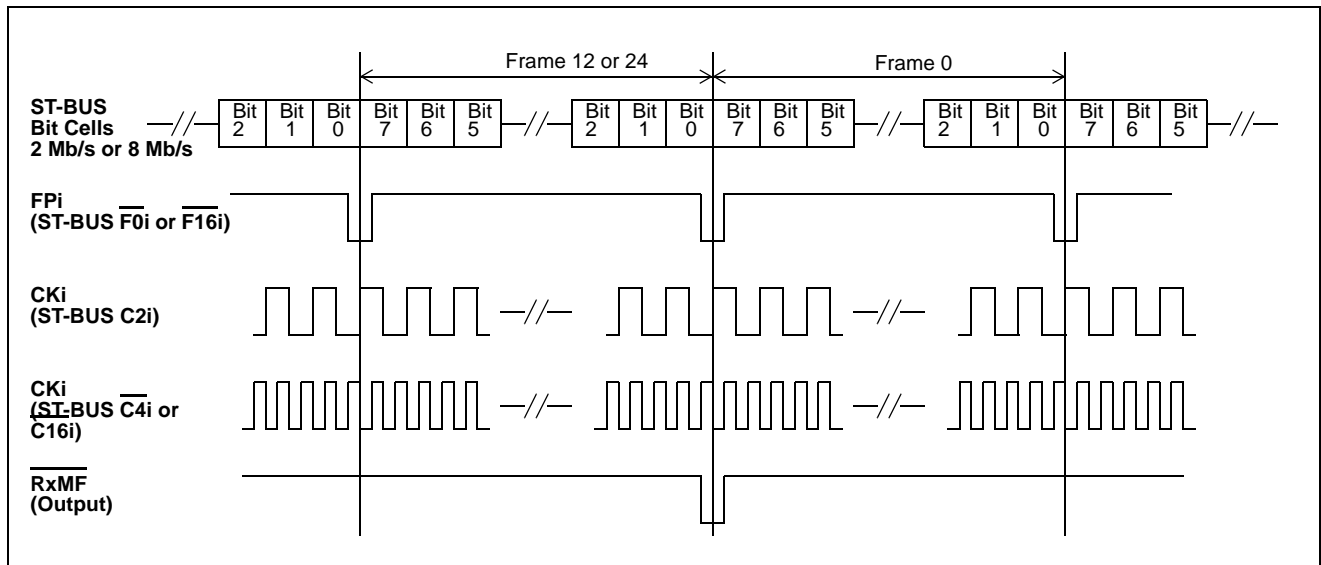 Frame 12 or 24
Frame 0
ST-BUS
Bit Cells
2 Mb/s or 8 Mb/s
Bit 2 Bit 1 Bit 0 Bit 7 Bit 6 Bit 5 Bit 2 Bit 1 Bit 0 Bit 7 Bit 6 Bit 5 Bit 2 Bit 1 Bit 0 Bit 7 Bit 6 Bit 5
FPi
(ST-BUS F0i or F16i)
CKi
(ST-BUS C2i)
CKi
(ST-BUS C4i or
C16i)
RxMF
(Output)